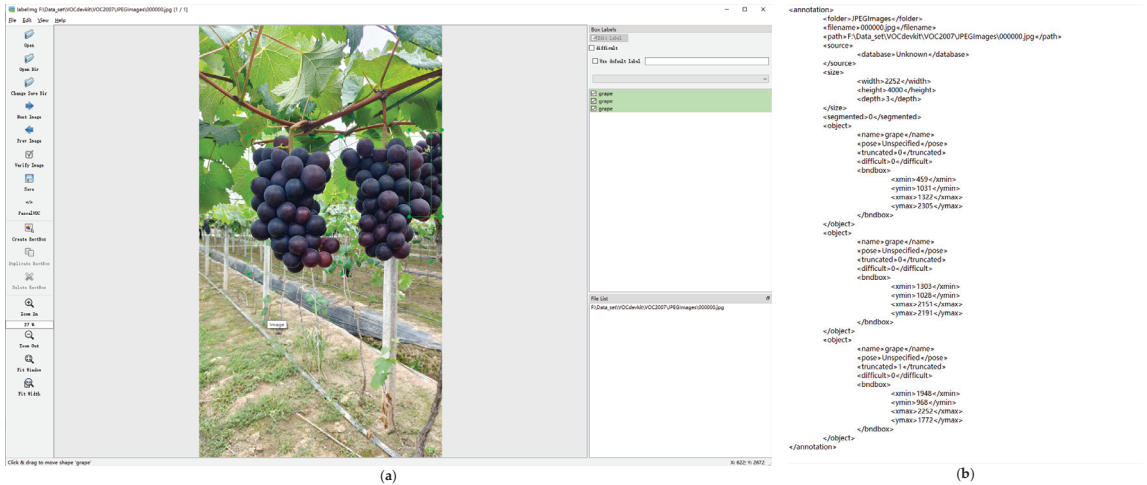 labelImg F:\Data_set\VOCdevkit\VOC2007\JPEGImages\000000.jpg [1 / 1]
File Edit View Help
Open
Open Dir
Change Save Dir
Next Image
Prev Image
Verify Image
Save
</>
PascalVOC
Create RectBox
Duplicate RectBox
Delete RectBox
Zoom In
27 %
Zoom Out
Fit Window
Fit Width
Image
Box Labels
Edit Label
difficult
Use default label
grape
grape
grape
File List
F:\Data_set\VOCdevkit\VOC2007\JPEGImages\000000.jpg
Click & drag to move shape 'grape'
X: 622; Y: 2672
(a)
<annotation>
<folder>JPEGImages</folder>
<filename>000000.jpg</filename>
<path>F:\Data_set\VOCdevkit\VOC2007\JPEGImages\000000.jpg</path>
<source>
<database>Unknown</database>
</source>
<size>
<width>2252</width>
<height>4000</height>
<depth>3</depth>
</size>
<segmented>0</segmented>
<object>
<name>grape</name>
<pose>Unspecified</pose>
<truncated>0</truncated>
<difficult>0</difficult>
<bndbox>
<xmin>459</xmin>
<ymin>1031</ymin>
<xmax>1322</xmax>
<ymax>2305</ymax>
</bndbox>
</object>
<object>
<name>grape</name>
<pose>Unspecified</pose>
<truncated>0</truncated>
<difficult>0</difficult>
<bndbox>
<xmin>1303</xmin>
<ymin>1028</ymin>
<xmax>2151</xmax>
<ymax>2191</ymax>
</bndbox>
</object>
<object>
<name>grape</name>
<pose>Unspecified</pose>
<truncated>1</truncated>
<difficult>0</difficult>
<bndbox>
<xmin>1948</xmin>
<ymin>968</ymin>
<xmax>2252</xmax>
<ymax>1772</ymax>
</bndbox>
</object>
</annotation>
(b)